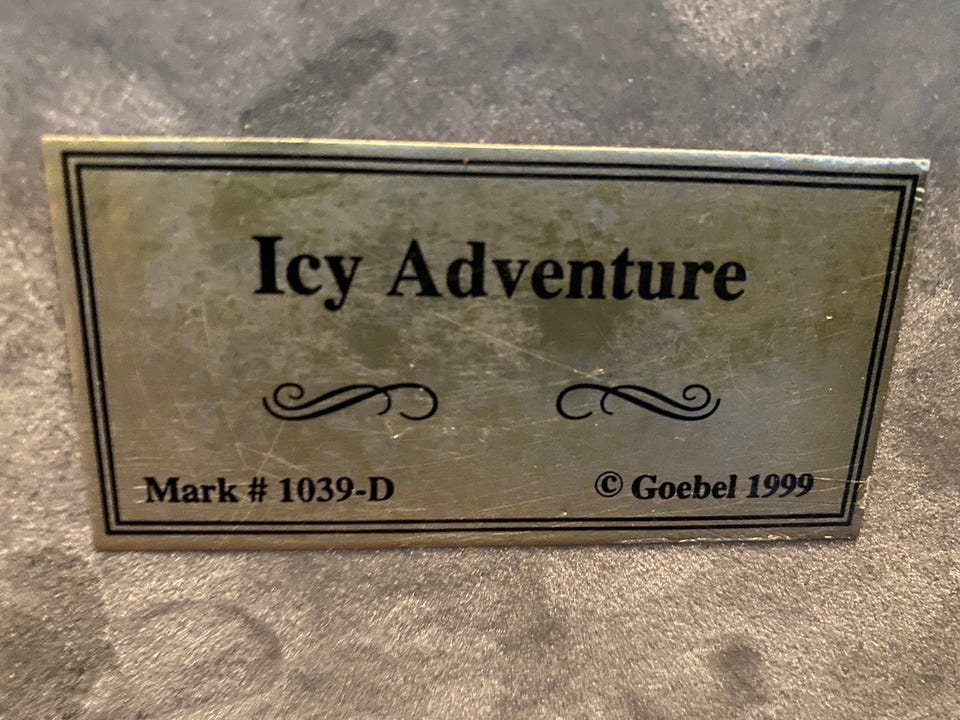 Icy Adventure
Mark # 1039-D
© Goebel 1999